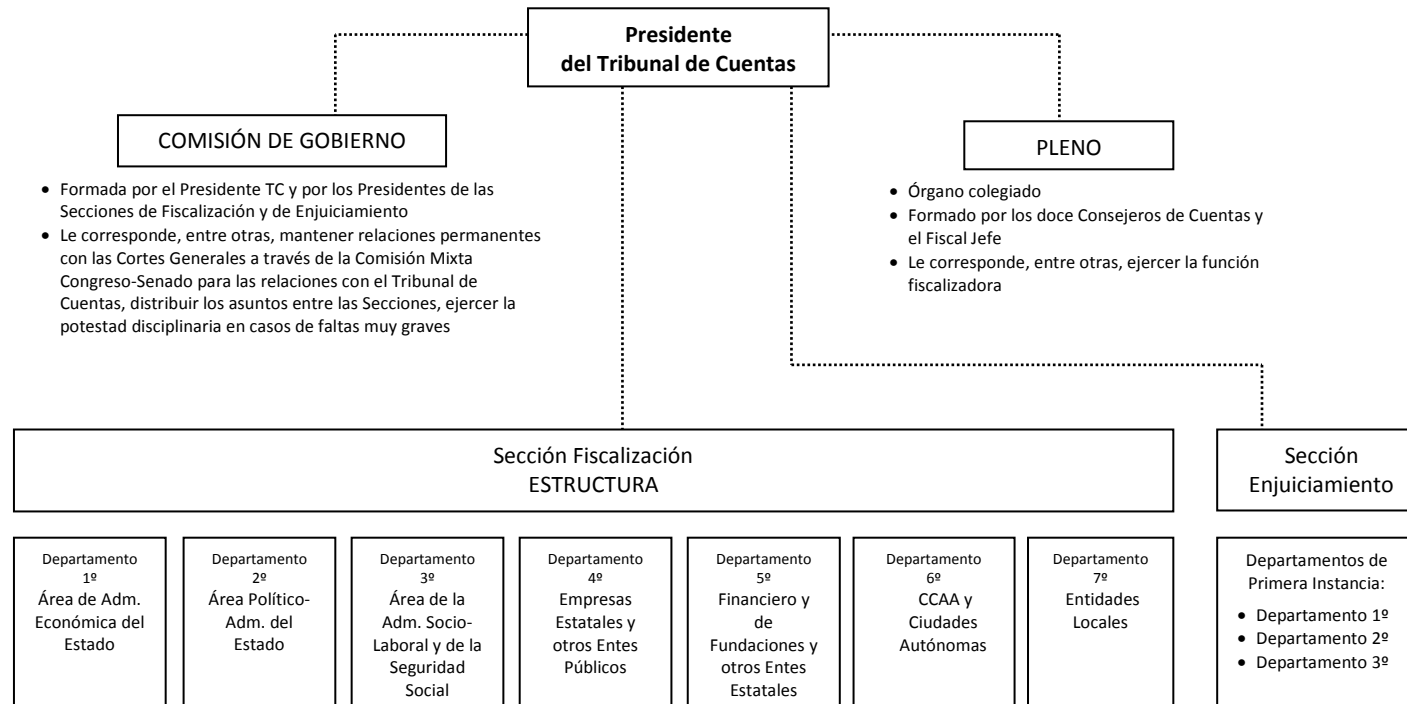 Presidente
del Tribunal de Cuentas
COMISIÓN DE GOBIERNO
• Formada por el Presidente TC y por los Presidentes de las
Secciones de Fiscalización y de Enjuiciamiento
• Le corresponde, entre otras, mantener relaciones permanentes
con las Cortes Generales a través de la Comisión Mixta
Congreso-Senado para las relaciones con el Tribunal de
Cuentas, distribuir los asuntos entre las Secciones, ejercer la
potestad disciplinaria en casos de faltas muy graves
PLENO
• Órgano colegiado
• Formado por los doce Consejeros de Cuentas y
el Fiscal Jefe
• Le corresponde, entre otras, ejercer la función
fiscalizadora
Sección Fiscalización
ESTRUCTURA
Sección
Enjuiciamiento
Departamento
1º
Área de Adm.
Económica del
Estado
Departamento
2º
Área Político-
Adm. del
Estado
Departamento
3º
Área de la
Adm. Socio-
Laboral y de la
Seguridad
Social
Departamento
4º
Empresas
Estatales y
otros Entes
Públicos
Departamento
5º
Financiero y
de
Fundaciones y
otros Entes
Estatales
Departamento
6º
CCAA y
Ciudades
Autónomas
Departamento
7º
Entidades
Locales
Departamentos de
Primera Instancia:
• Departamento 1º
• Departamento 2º
• Departamento 3º